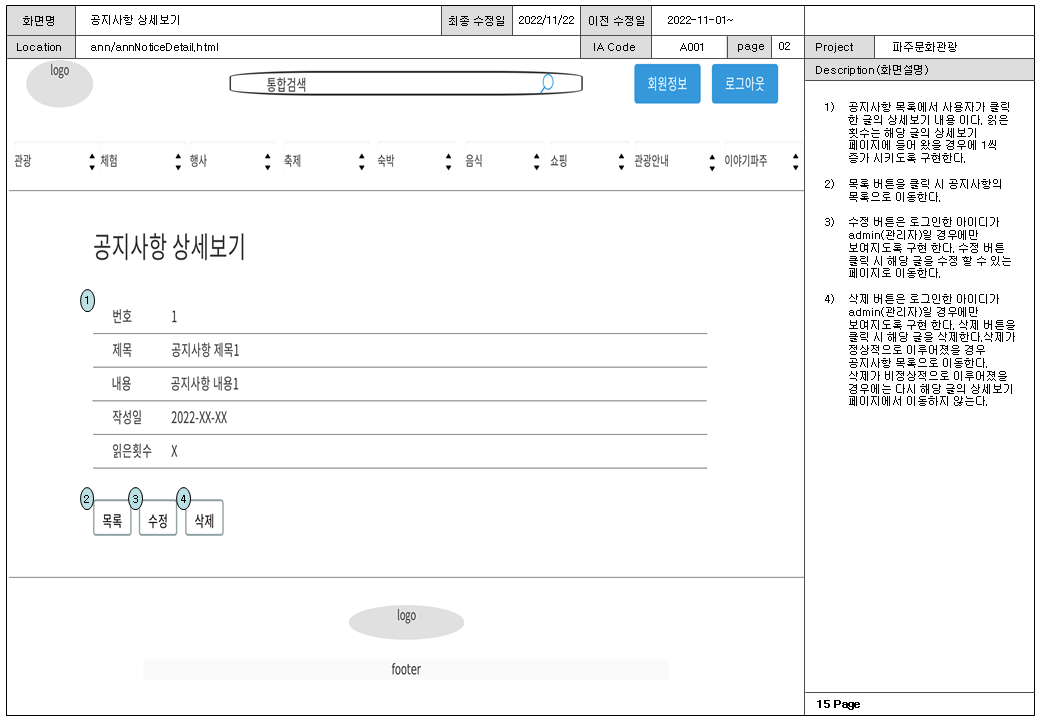 화면명 공지사항 상세보기 최종 수정일 2022/11/22 이전 수정일 2022-11-01~
Location ann/annNoticeDetail.html IA Code A001 page 02 Project 파주문화관광
logo 통합검색 회원정보 로그아웃
관광 체험 행사 축제 숙박 음식 쇼핑 관광안내 이야기파주
공지사항 상세보기
1
번호 1
제목 공지사항 제목1
내용 공지사항 내용1
작성일 2022-XX-XX
읽은횟수 X
2 3 4
목록 수정 삭제
logo
footer
Description(화면설명)
1) 공지사항 목록에서 사용자가 클릭
한 글의 상세보기 내용 이다. 읽은
횟수는 해당 글의 상세보기
페이지에 들어 왔을 경우에 1씩
증가 시키도록 구현한다.
2) 목록 버튼을 클릭 시 공지사항의
목록으로 이동한다.
3) 수정 버튼은 로그인한 아이디가
admin(관리자)일 경우에만
보여지도록 구현 한다. 수정 버튼
클릭 시 해당 글을 수정 할 수 있는
페이지로 이동한다.
4) 삭제 버튼은 로그인한 아이디가
admin(관리자)일 경우에만
보여지도록 구현 한다. 삭제 버튼을
클릭 시 해당 글을 삭제한다.삭제가
정상적으로 이루어졌을 경우
공지사항 목록으로 이동한다.
삭제가 비정상적으로 이루어졌을
경우에는 다시 해당 글의 상세보기
페이지에서 이동하지 않는다.
15 Page